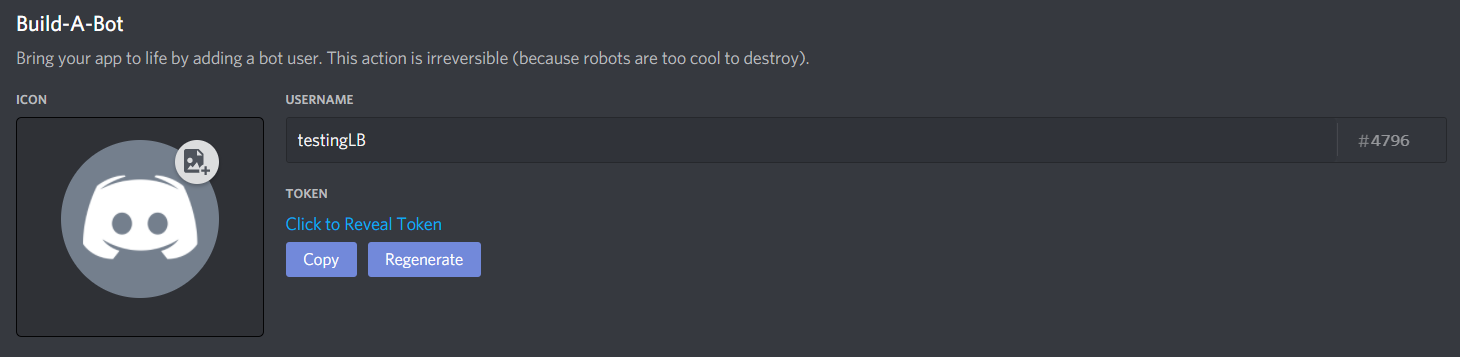 Build-A-Bot
Bring your app to life by adding a bot user. This action is irreversible (because robots are too cool to destroy).
ICON
USERNAME
testingLB
#4796
TOKEN
Click to Reveal Token
Copy
Regenerate